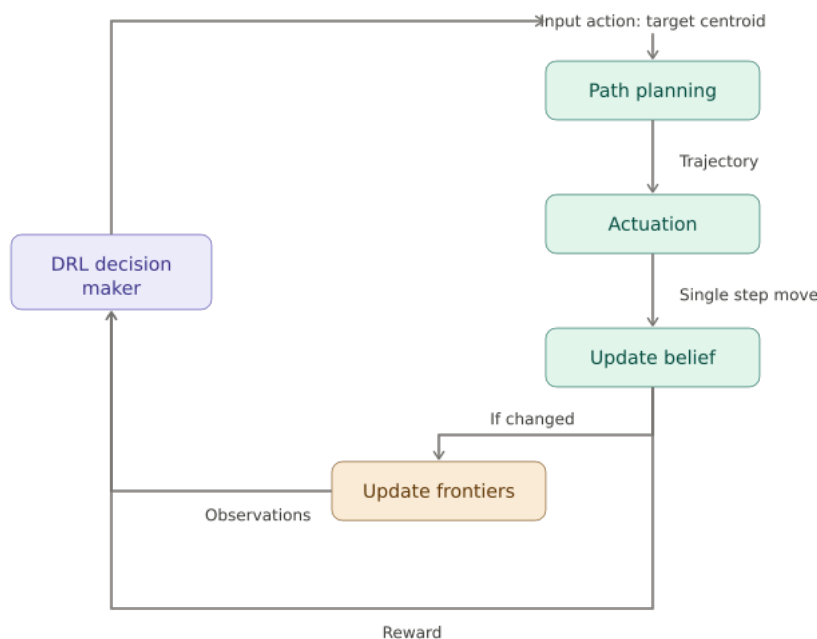 Input action: target centroid
Path planning
Trajectory
Actuation
DRL decision
maker
Single step move
Update belief
If changed
Update frontiers
Observations
Reward